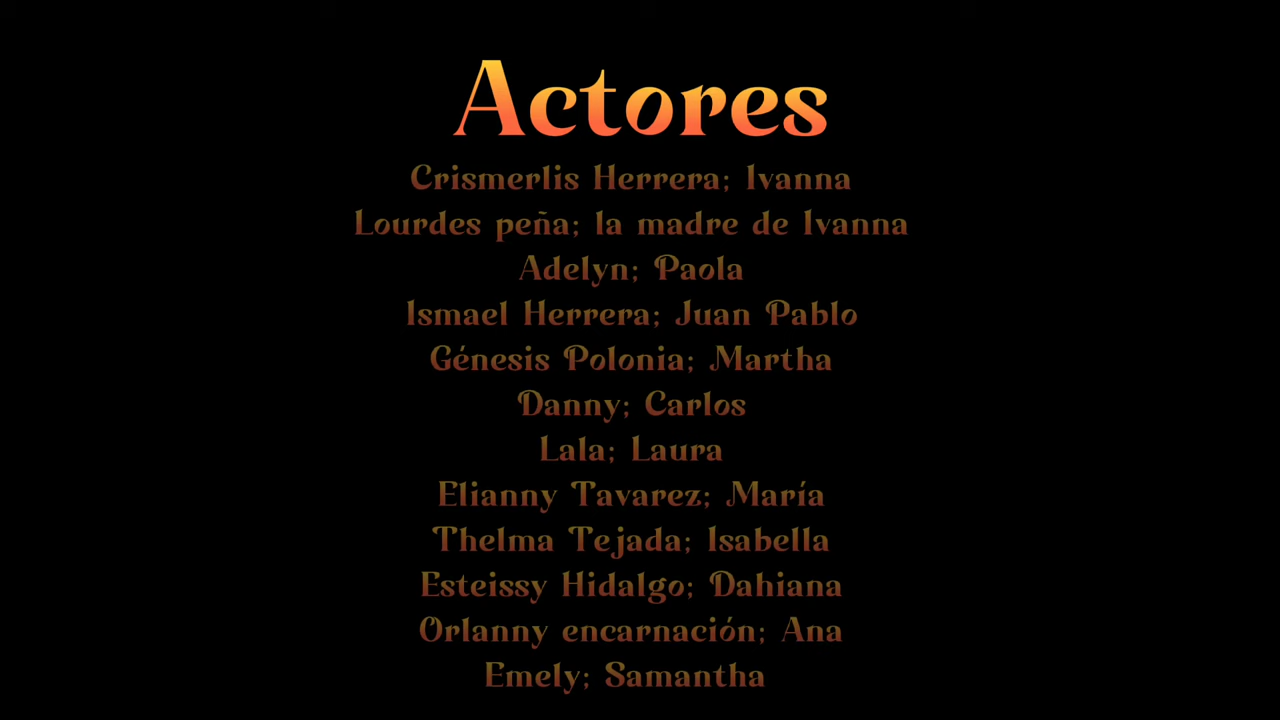 Actores
Crismerlis Herrera; Ivanna
Lourdes peña; la madre de Ivanna
Adelyn; Paola
Ismael Herrera; Juan Pablo
Génesis Polonia; Martha
Danny; Carlos
Lala; Laura
Elianny Tavarez; María
Thelma Tejada; Isabella
Esteissy Hidalgo; Dahiana
Orlanny encarnación; Ana
Emely; Samantha